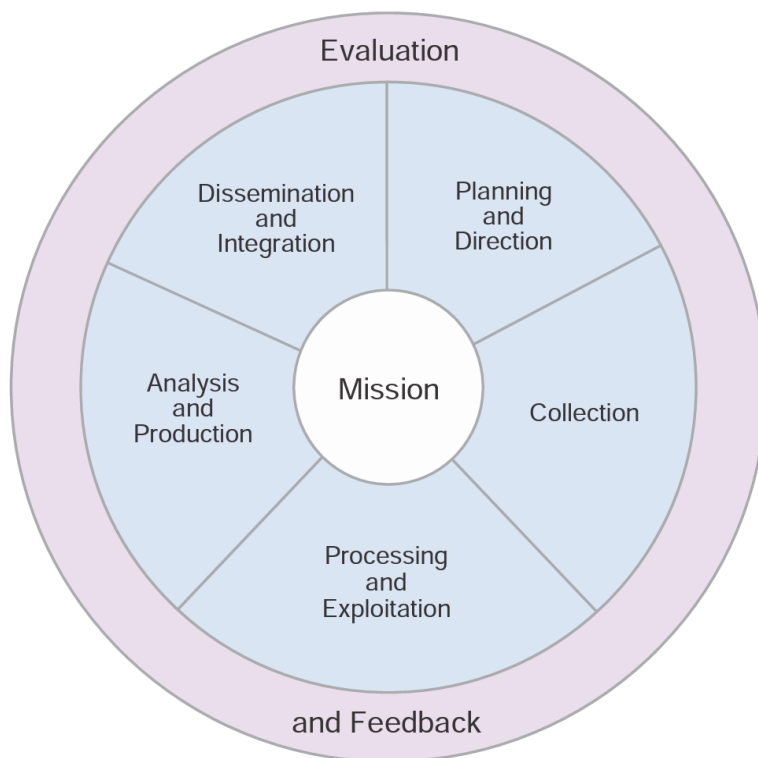 Evaluation
Dissemination
and
Integration
Planning
and
Direction
Analysis
and
Production
Mission
Collection
Processing
and
Exploitation
and Feedback